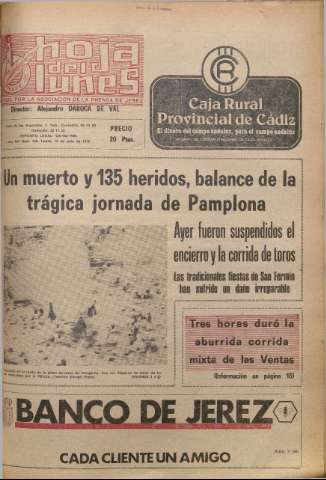 hoja
del
lunes
POR LA ASOCIACION DE LA PRENSA DE JEREZ
Director: Alejandro DAROCA DE VAL
PRECIO
20 Ptas.
Caja Rural
Provincial de Cádiz
El dinero del campo andaluz, para el campo andaluz
Un muerto y 135 heridos, balance de la
trágica jornada de Pamplona
Ayer fueron suspendidos el
encierro y la corrida de toros
Las tradicionales fiestas de San Fermín
han sufrido un daño irreparable
Tres horas duró la
aburrida corrida
mixta de las Ventas
(Información en página 15)
BANCO DE JEREZ
CADA CLIENTE UN AMIGO